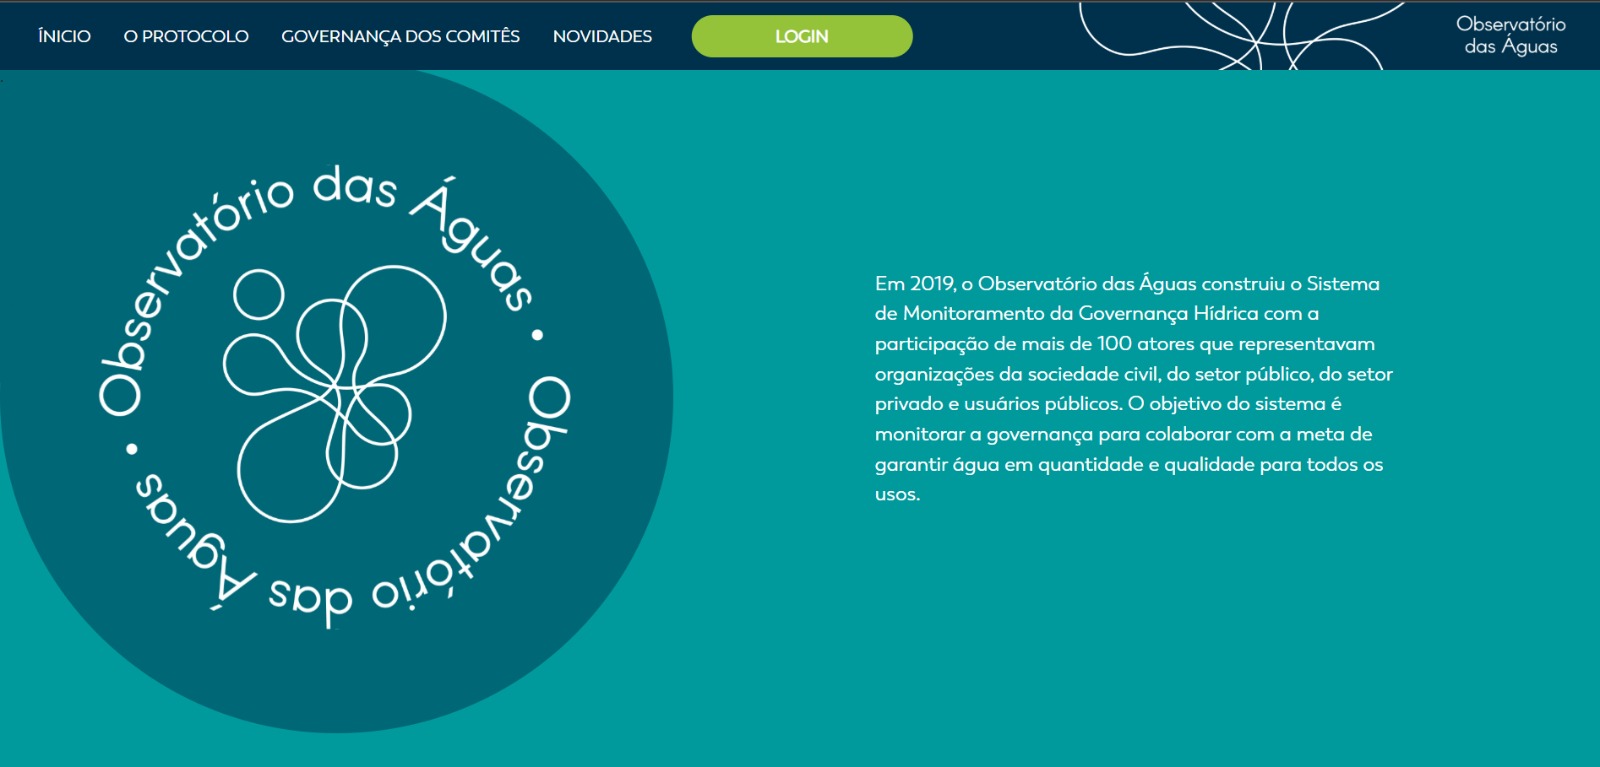 ÍNICIO
O PROTOCOLO
GOVERNANÇA DOS COMITÊS
NOVIDADES
LOGIN
Observatório
das Águas
Observatório das Águas • Observatório das Águas •
Em 2019, o Observatório das Águas construiu o Sistema
de Monitoramento da Governança Hídrica com a
participação de mais de 100 atores que representavam
organizações da sociedade civil, do setor público, do setor
privado e usuários públicos. O objetivo do sistema é
monitorar a governança para colaborar com a meta de
garantir água em quantidade e qualidade para todos os
usos.